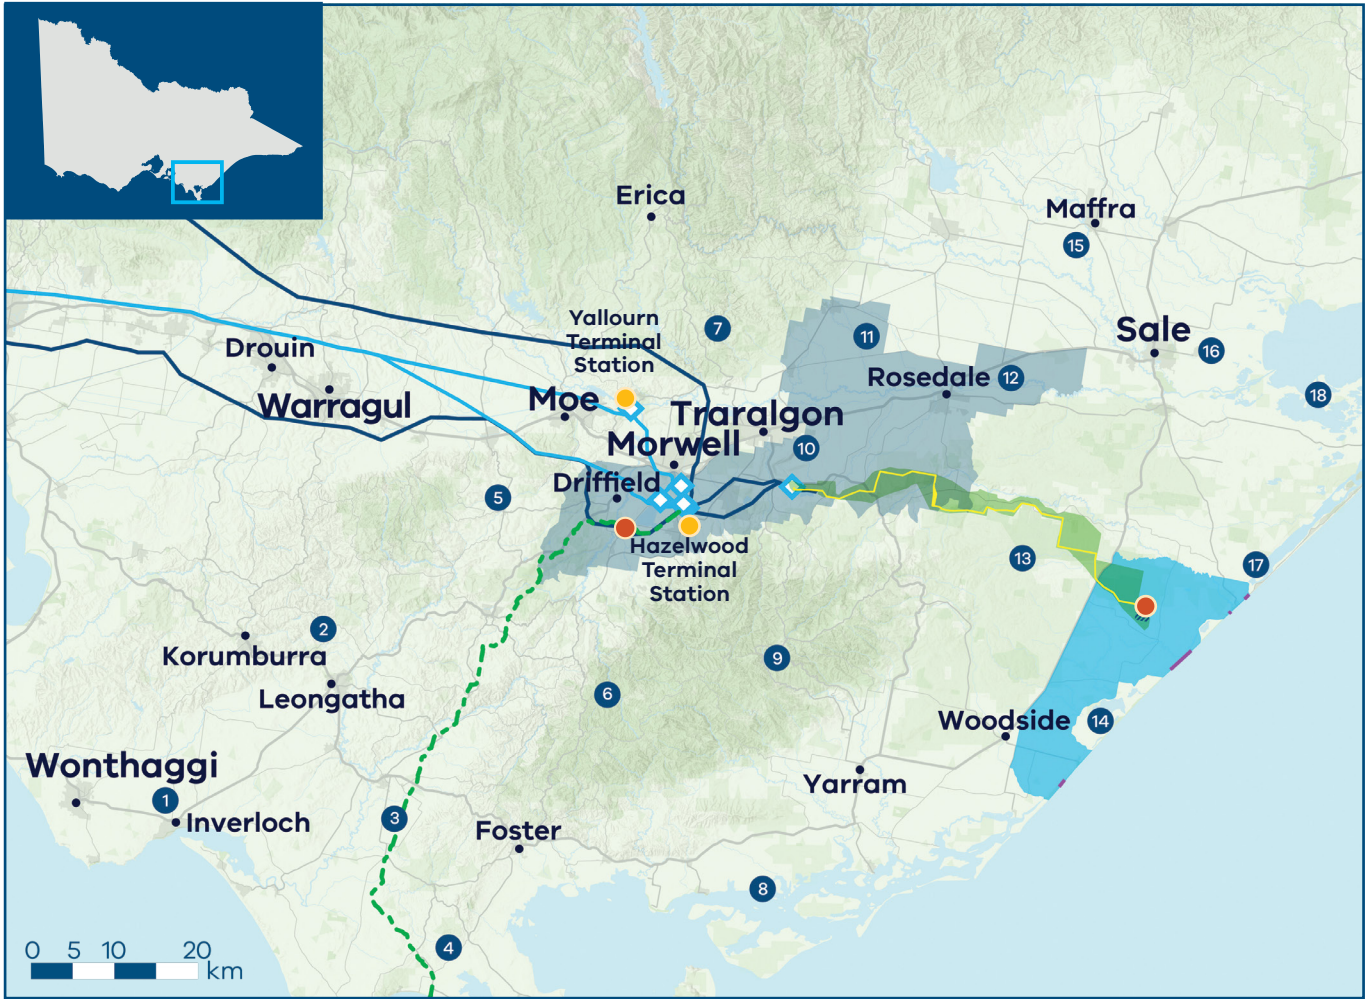 Erica
Maffra
15
Yallourn
Terminal
Station
7
11
Sale
16
Drouin
Rosedale
12
18
Warragul
Moe
Traralgon
Morwell
10
Driffield
5
Hazelwood
Terminal
Station
13
17
2
Korumburra
9
Leongatha
6
Woodside
14
Wonthaggi
Yarram
1
Inverloch
3
Foster
8
4
0 5 10 20
km